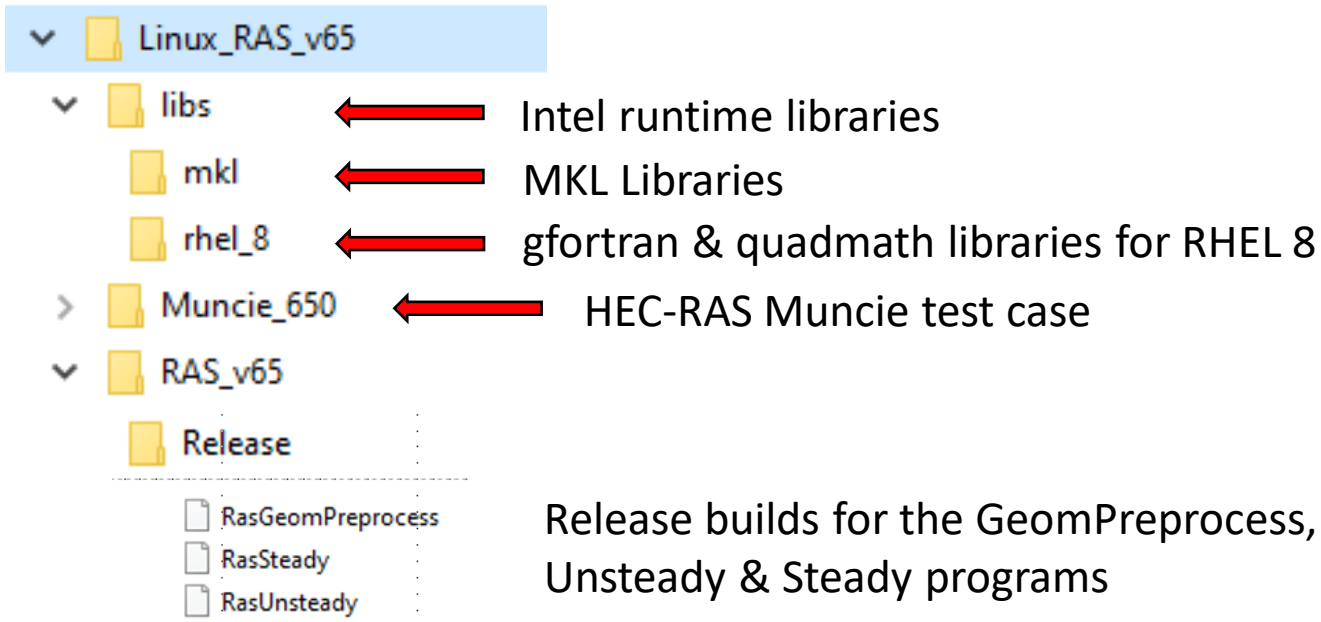 Linux_RAS_v65
libs
Intel runtime libraries
mkl
MKL Libraries
rhel_8
gfortran & quadmath libraries for RHEL 8
Muncie_650
HEC-RAS Muncie test case
RAS_v65
Release
RasGeomPreprocess
RasSteady
RasUnsteady
Release builds for the GeomPreprocess,
Unsteady & Steady programs